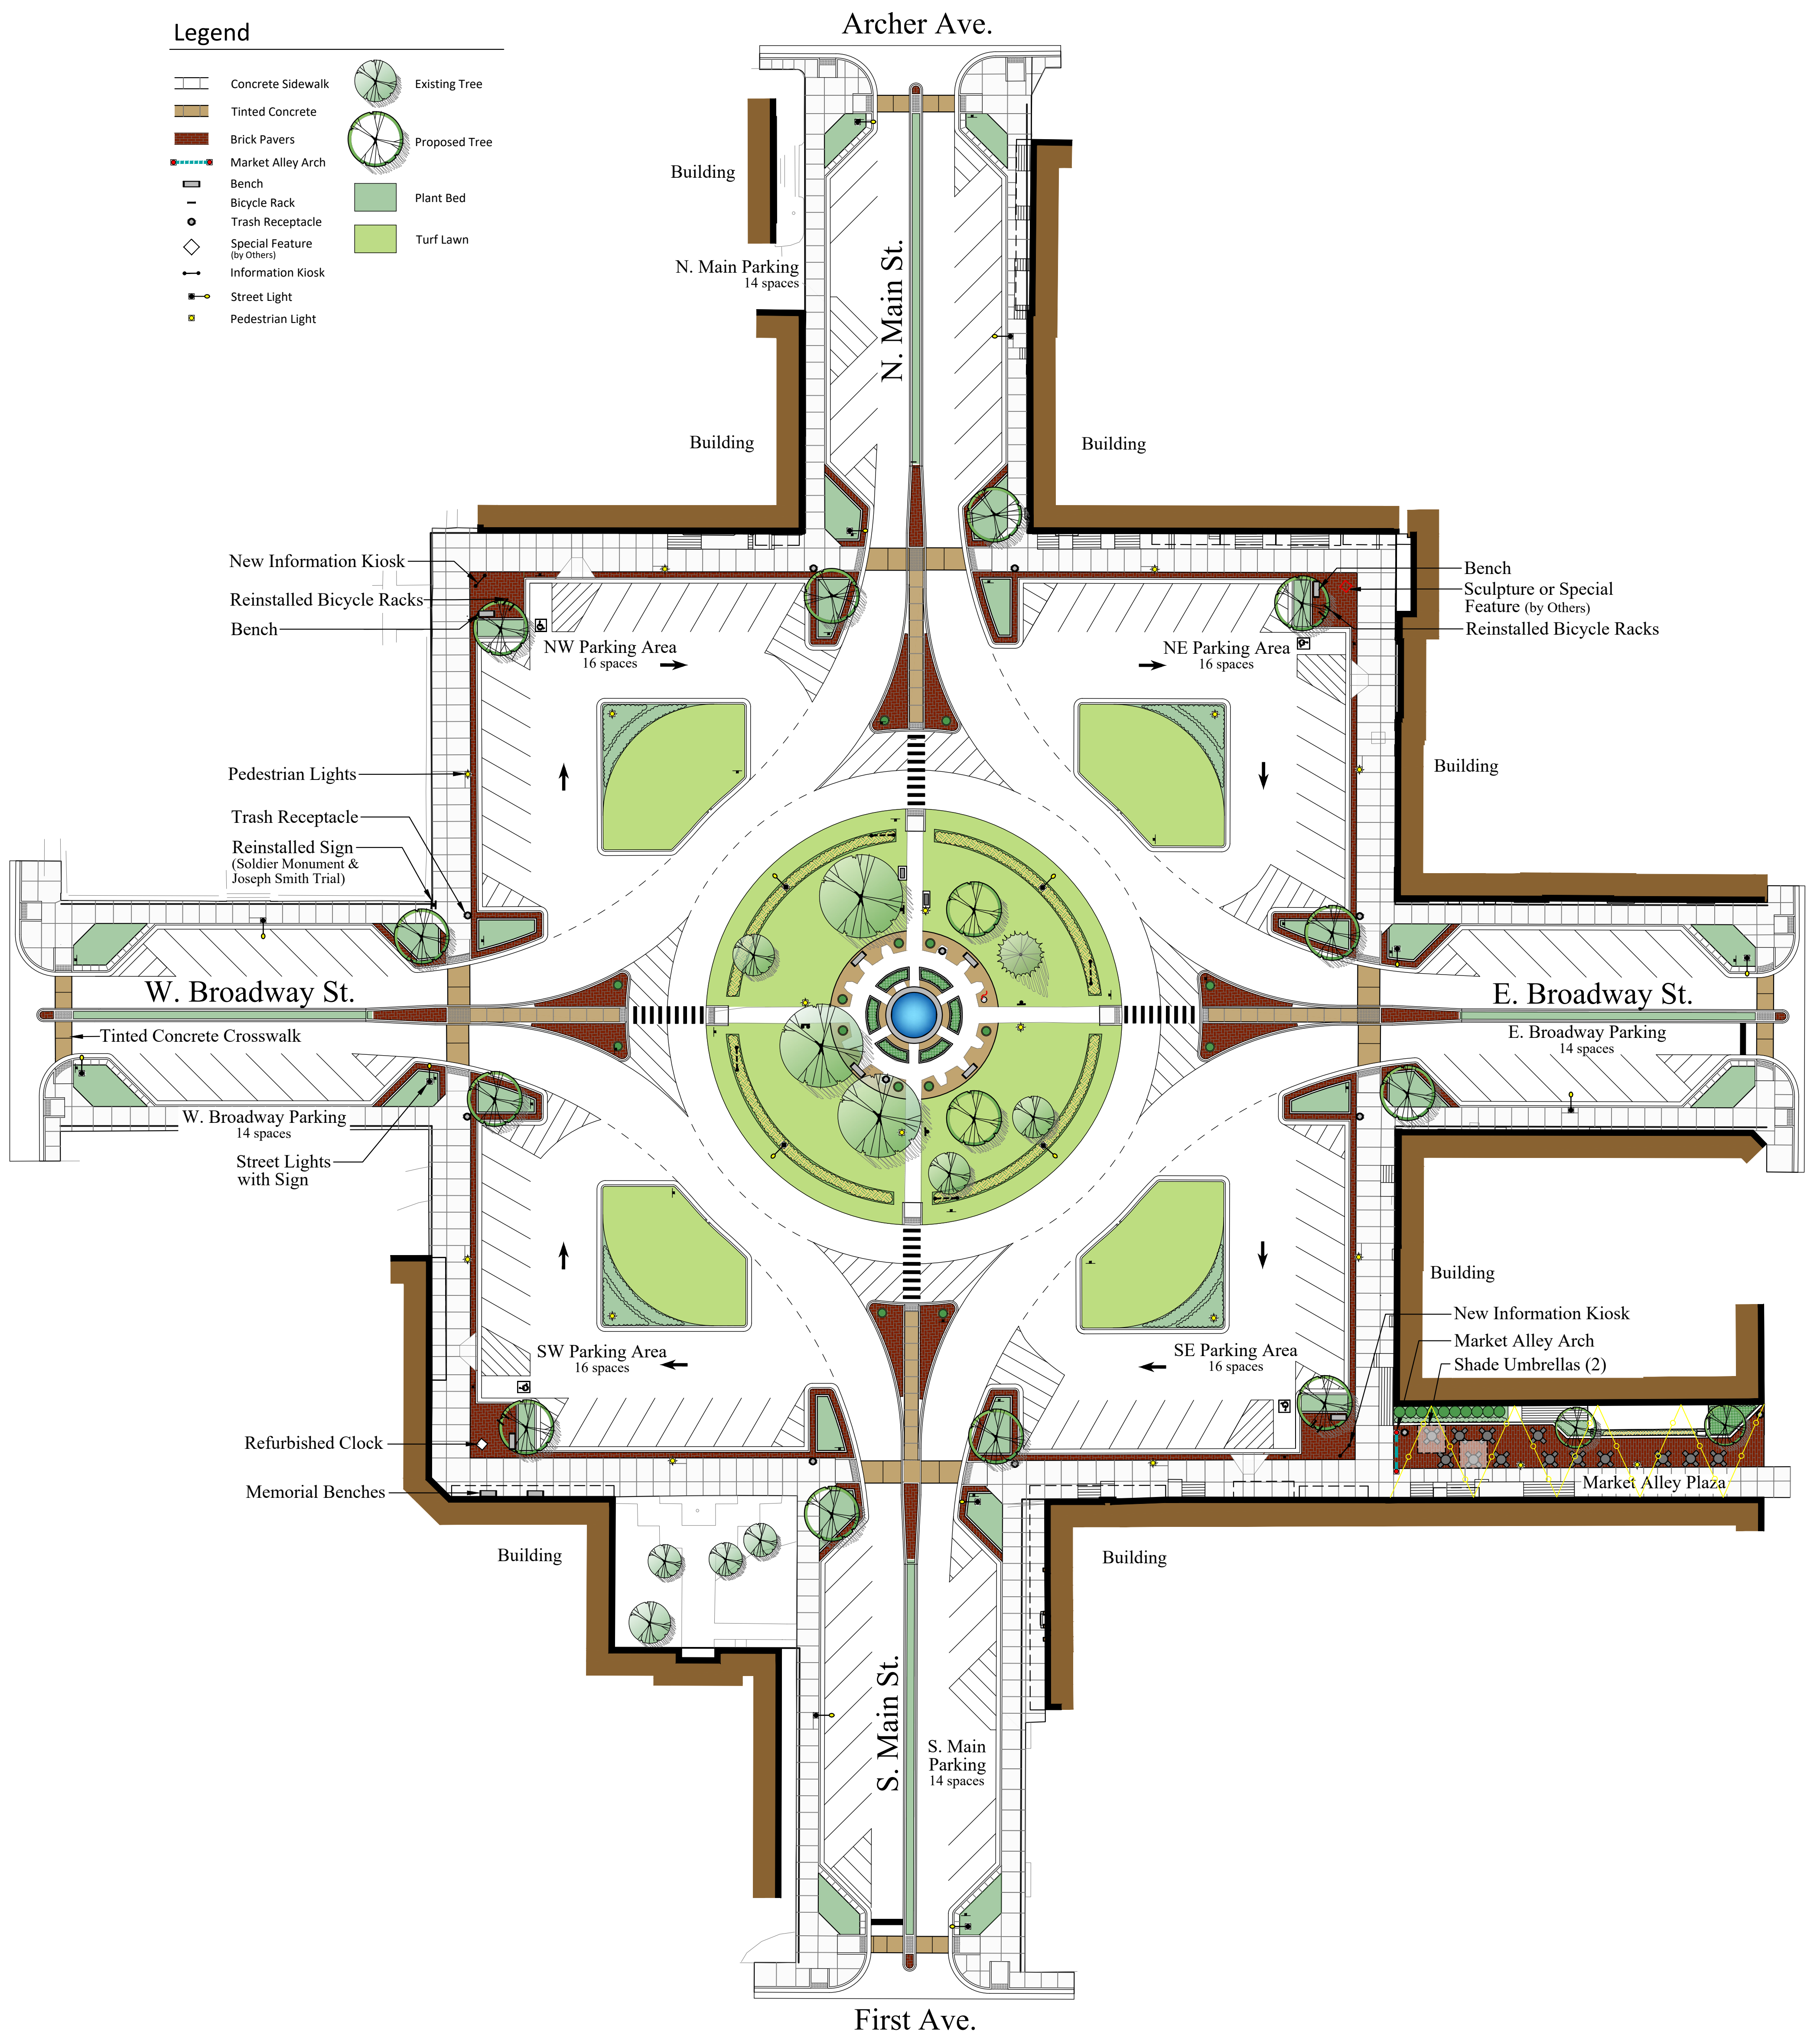 Archer Ave.
Legend
Concrete Sidewalk
Tinted Concrete
Brick Pavers
Market Alley Arch
Bench
Bicycle Rack
Trash Receptacle
Special Feature
(by Others)
Information Kiosk
Street Light
Pedestrian Light
Existing Tree
Proposed Tree
Plant Bed
Turf Lawn
Building
N. Main Parking
14 spaces
N. Main St.
Building
Building
New Information Kiosk
Reinstalled Bicycle Racks
Bench
NW Parking Area
16 spaces
Bench
Sculpture or Special
Feature (by Others)
Reinstalled Bicycle Racks
NE Parking Area
16 spaces
Building
Pedestrian Lights
Trash Receptacle
Reinstalled Sign
(Soldier Monument &
Joseph Smith Trial)
W. Broadway St.
Tinted Concrete Crosswalk
W. Broadway Parking
14 spaces
Street Lights
with Sign
E. Broadway St.
E. Broadway Parking
14 spaces
Building
New Information Kiosk
Market Alley Arch
Shade Umbrellas (2)
SW Parking Area
16 spaces
SE Parking Area
16 spaces
Refurbished Clock
Memorial Benches
Market Alley Plaza
Building
Building
S. Main St.
S. Main
Parking
14 spaces
First Ave.